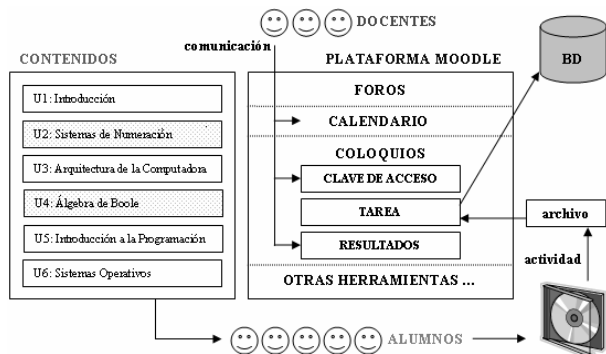 DOCENTES
comunicación
CONTENIDOS
PLATAFORMA MOODLE
BD
U1: Introducción
U2: Sistemas de Numeración
U3: Arquitectura de la Computadora
U4: Álgebra de Boole
U5: Introducción a la Programación
U6: Sistemas Operativos
FOROS
CALENDARIO
COLOQUIOS
CLAVE DE ACCESO
TAREA
RESULTADOS
OTRAS HERRAMIENTAS ...
archivo
actividad
ALUMNOS